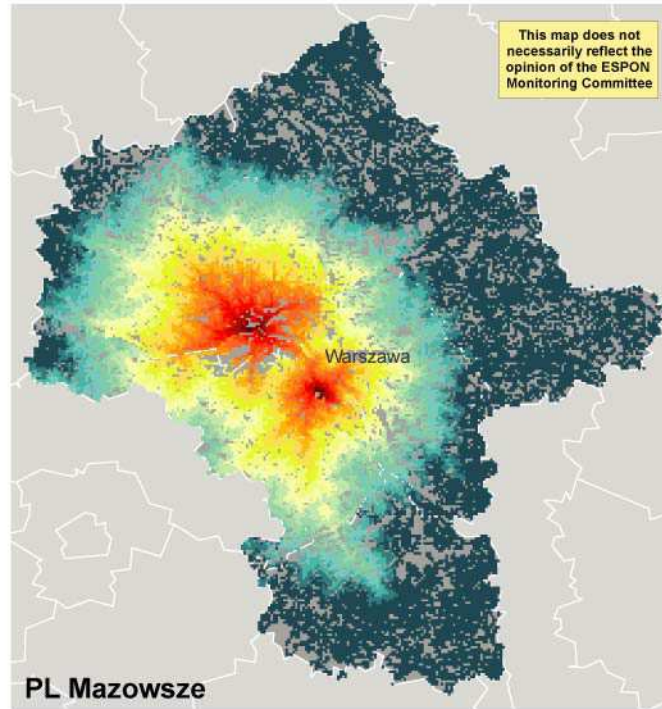 This map does not
necessarily reflect the
opinion of the ESPON
Monitoring Committee
Warszawa
PL Mazowsze